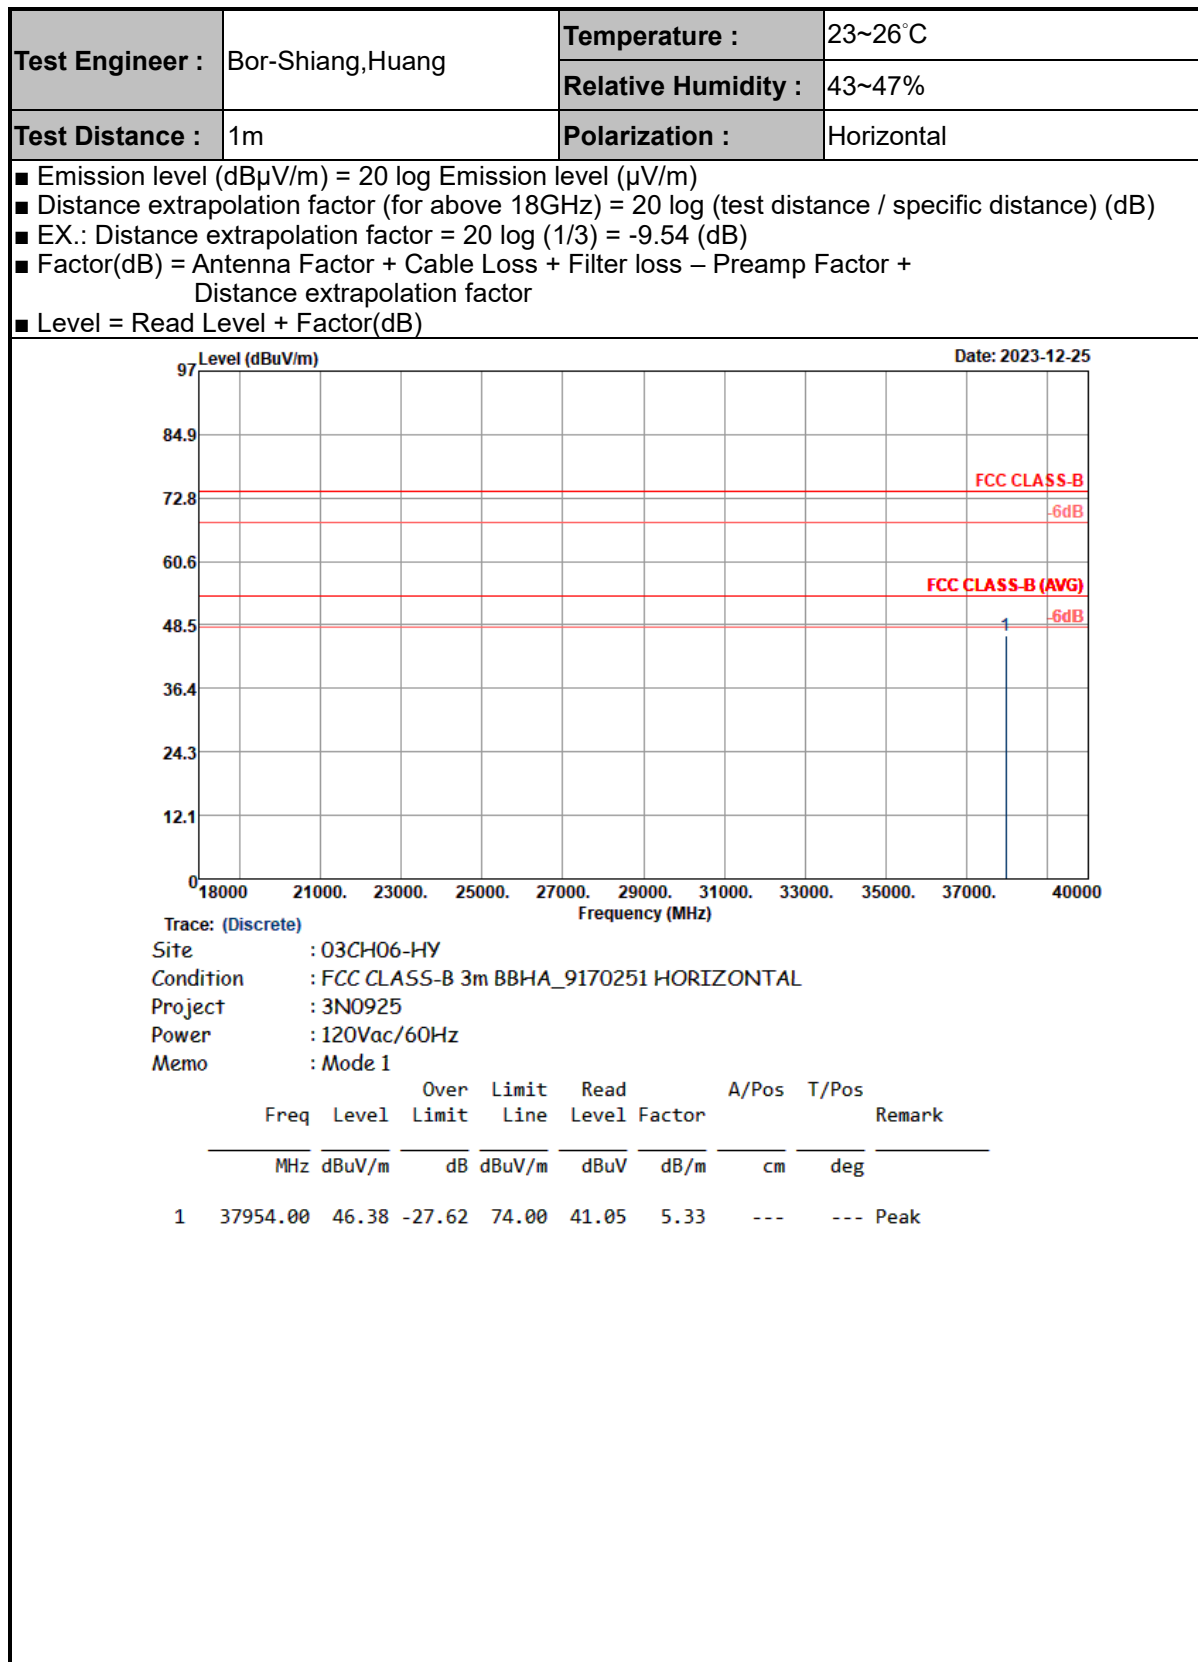 Test Engineer : Bor-Shiang,Huang Temperature : 23~26°C
Relative Humidity : 43~47%
Test Distance : 1m Polarization : Horizontal
■ Emission level (dBμV/m) = 20 log Emission level (μV/m)
■ Distance extrapolation factor (for above 18GHz) = 20 log (test distance / specific distance) (dB)
■ EX.: Distance extrapolation factor = 20 log (1/3) = -9.54 (dB)
■ Factor(dB) = Antenna Factor + Cable Loss + Filter loss – Preamp Factor +
Distance extrapolation factor
■ Level = Read Level + Factor(dB)
97 Level (dBuV/m) Date: 2023-12-25
84.9
FCC CLASS-B
72.8
-6dB
60.6
FCC CLASS-B (AVG)
-6dB
48.5 1
36.4
24.3
12.1
0
18000 21000. 23000. 25000. 27000. 29000. 31000. 33000. 35000. 37000. 40000
Frequency (MHz)
Trace: (Discrete)
Site : 03CH06-HY
Condition : FCC CLASS-B 3m BBHA_9170251 HORIZONTAL
Project : 3N0925
Power : 120Vac/60Hz
Memo : Mode 1
Over Limit Read A/Pos T/Pos
Freq Level Limit Line Level Factor Remark
MHz dBuV/m dB dBuV/m dBuV dB/m cm deg
1 37954.00 46.38 -27.62 74.00 41.05 5.33 --- --- Peak